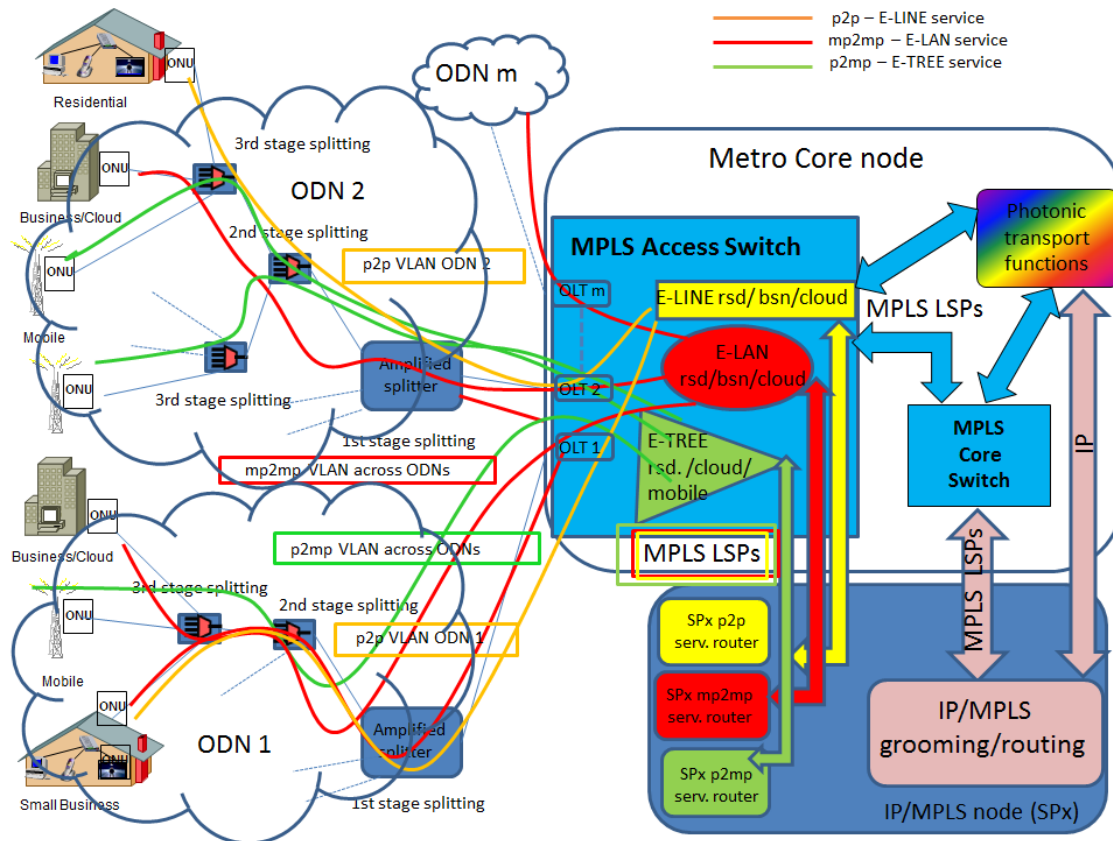 p2p – E-LINE service
mp2mp – E-LAN service
p2mp – E-TREE service
ONU
Residential
ODN m
3rd stage splitting
ONU
Business/Cloud
ODN 2
2nd stage splitting
p2p VLAN ODN 2
ONU
Mobile
ONU
3rd stage splitting
Amplified
splitter
1st stage splitting
mp2mp VLAN across ODNs
Metro Core node
MPLS Access Switch
Photonic
transport
functions
OLT m
E-LINE rsd/ bsn/cloud
MPLS LSPs
E-LAN
rsd/bsn/cloud
OLT 2
OLT 1
E-TREE
rsd. /cloud/
mobile
MPLS
Core
Switch
IP
MPLS LSPs
MPLS LSPs
ONU
Business/Cloud
p2mp VLAN across ODNs
3rd stage splitting
ONU
2nd stage splitting
p2p VLAN ODN 1
Mobile
ONU
ODN 1
Amplified
splitter
ONU
Small Business
1st stage splitting
SPx p2p
serv. router
SPx mp2mp
serv. router
SPx p2mp
serv. router
IP/MPLS
grooming/routing
IP/MPLS node (SPx)